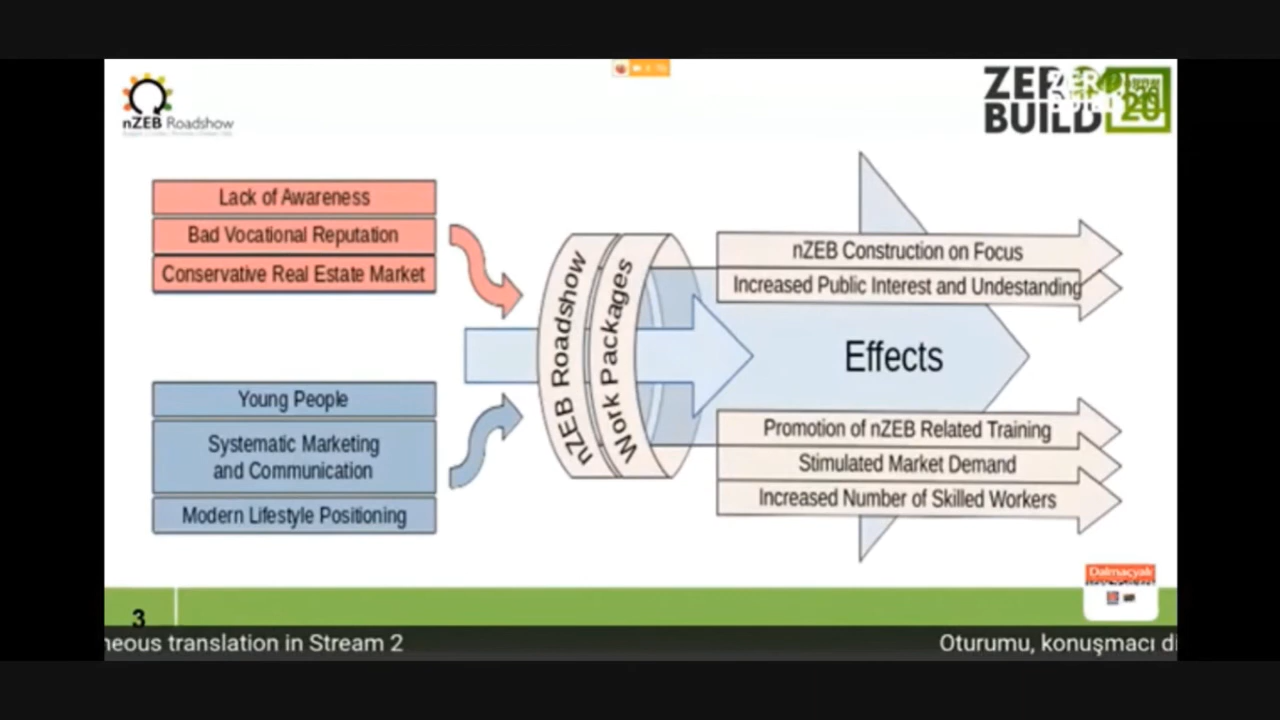 nZEB Roadshow
ZERO
BUILD
20
Lack of Awareness
Bad Vocational Reputation
Conservative Real Estate Market
Young People
Systematic Marketing
and Communication
Modern Lifestyle Positioning
nZEB Roadshow
Work Packages
nZEB Construction on Focus
Increased Public Interest and Undestanding
Effects
Promotion of nZEB Related Training
Stimulated Market Demand
Increased Number of Skilled Workers
Dalmaçyalı
3
neous translation in Stream 2
Oturumu, konuşmacı di